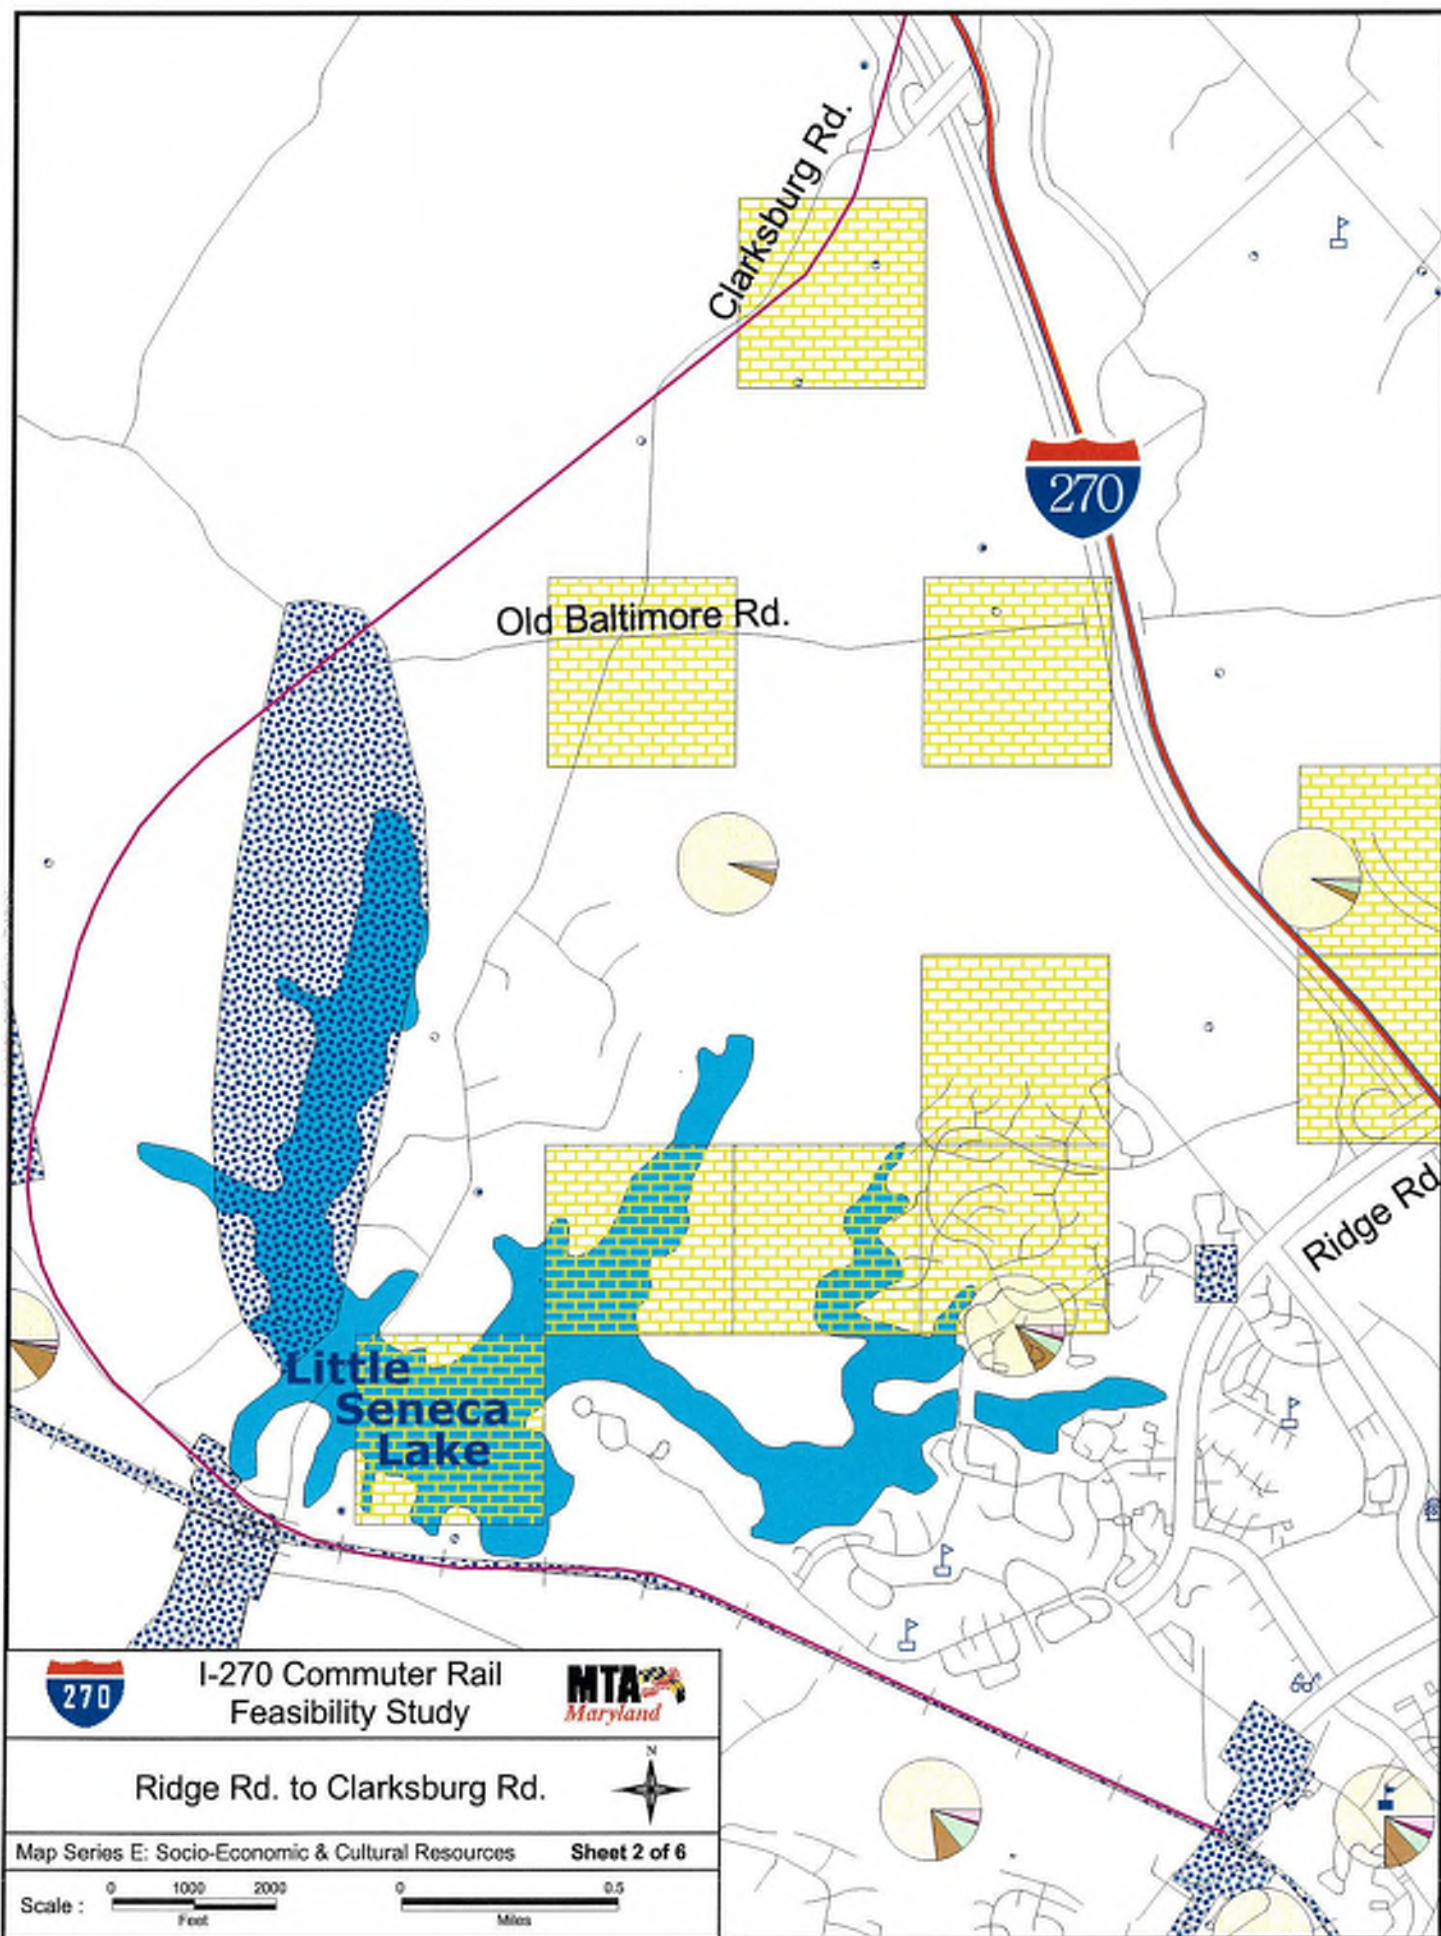 Clarksburg Rd.
270
Old Baltimore Rd.
Ridge Rd
Little
Seneca
Lake
270
I-270 Commuter Rail
Feasibility Study
MTA
Maryland
Ridge Rd. to Clarksburg Rd.
N
Map Series E: Socio-Economic & Cultural Resources
Sheet 2 of 6
Scale :
0 1000 2000
Feet
0 0.5
Miles